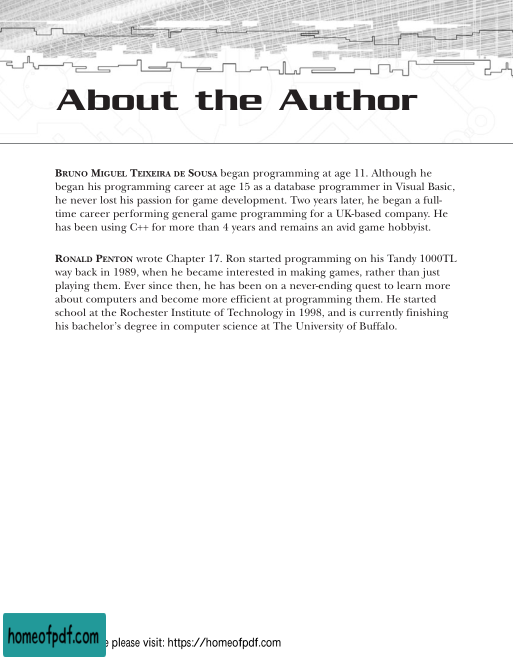 About the Author
BRUNO MIGUEL TEIXEIRA DE SOUSA began programming at age 11. Although he
began his programming career at age 15 as a database programmer in Visual Basic,
he never lost his passion for game development. Two years later, he began a full-
time career performing general game programming for a UK-based company. He
has been using C++ for more than 4 years and remains an avid game hobbyist.
RONALD PENTON wrote Chapter 17. Ron started programming on his Tandy 1000TL
way back in 1989, when he became interested in making games, rather than just
playing them. Ever since then, he has been on a never-ending quest to learn more
about computers and become more efficient at programming them. He started
school at the Rochester Institute of Technology in 1998, and is currently finishing
his bachelor's degree in computer science at The University of Buffalo.
homeofpdf.com
please visit: https://homeofpdf.com